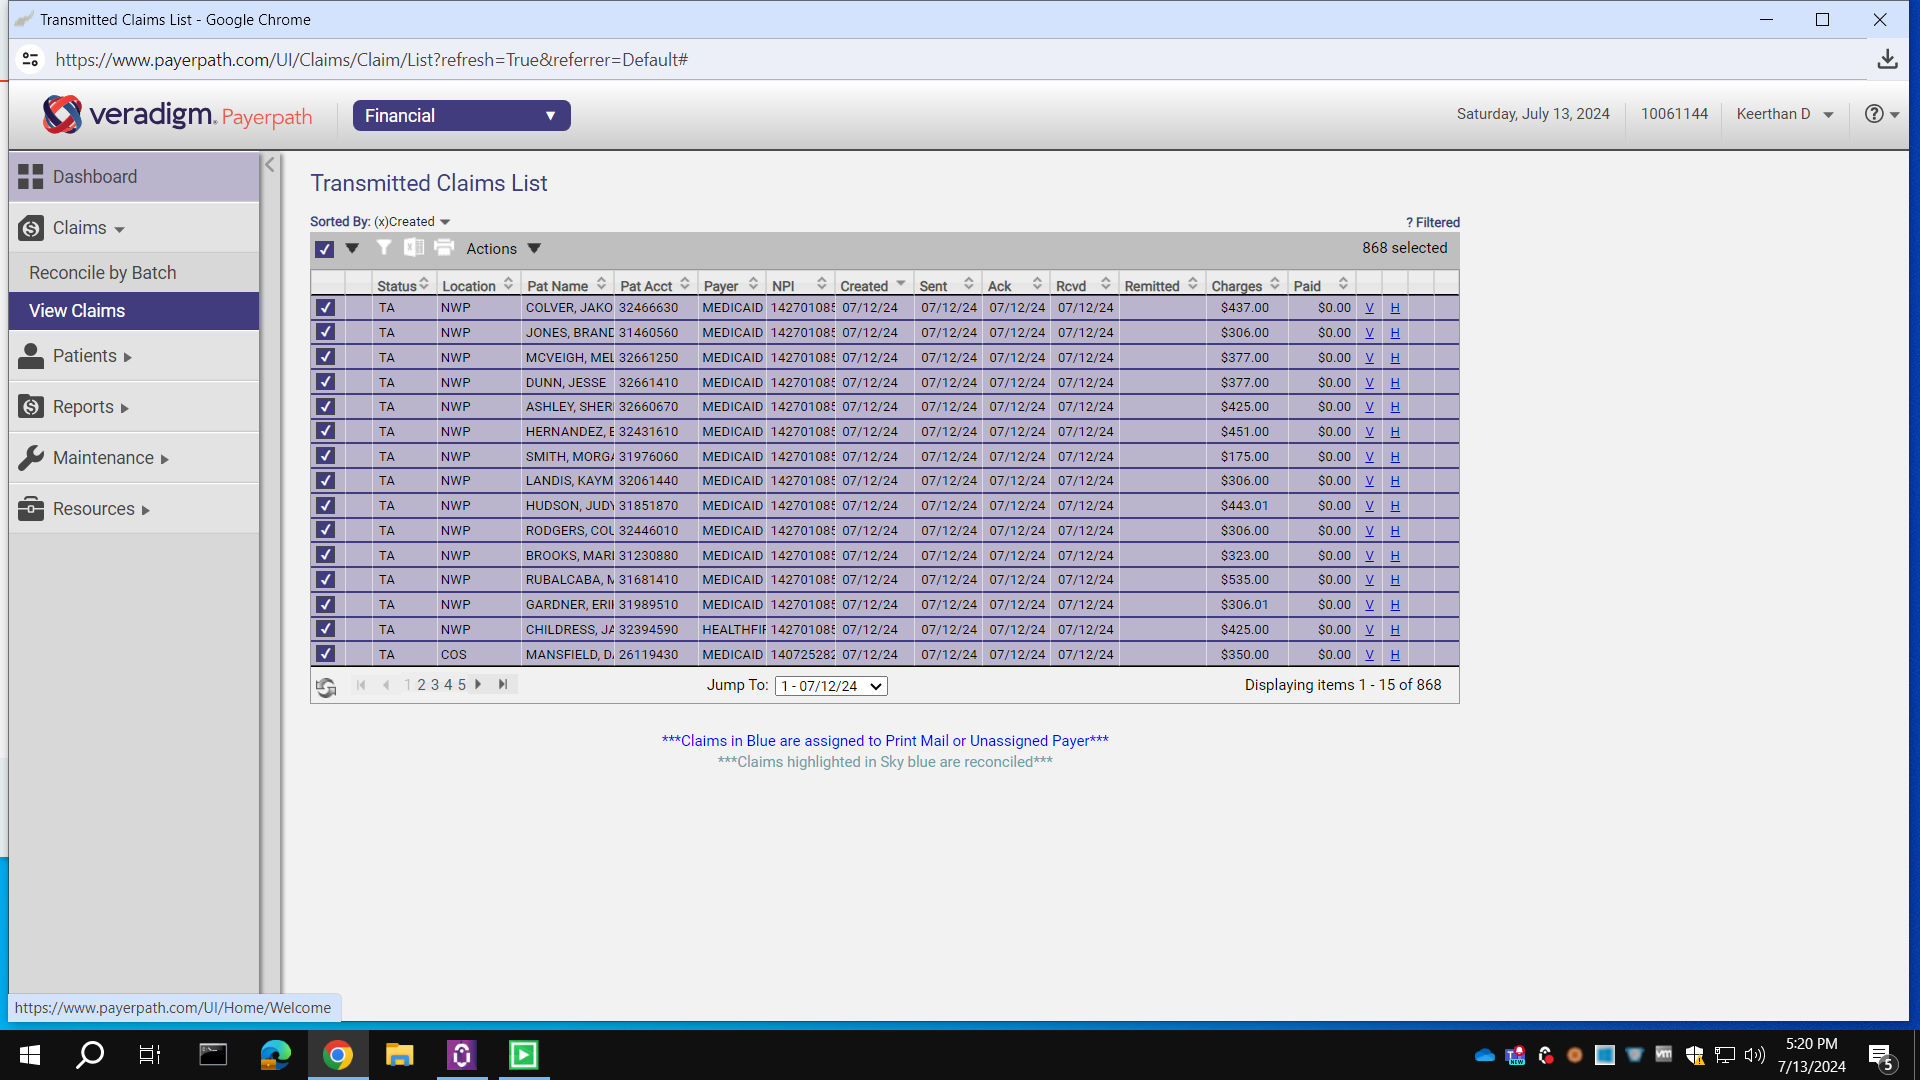 Transmitted Claims List - Google Chrome
https://www.payerpath.com/UI/Claims/Claim/List?refresh=True&referrer=Default#
veradigm. Payerpath
Financial
Saturday, July 13, 2024
10061144
Keerthan D
Dashboard
Claims
Reconcile by Batch
View Claims
Patients
Reports
Maintenance
Resources
Transmitted Claims List
Sorted By: (x)Created
? Filtered
Actions
868 selected
Status Location Pat Name Pat Acct Payer NPI Created Sent Ack Rcvd Remitted Charges Paid
TA NWP COLVER, JAKO 32466630 MEDICAID 142701085 07/12/24 07/12/24 07/12/24 07/12/24 $437.00 $0.00 V H
TA NWP JONES, BRAND 31460560 MEDICAID 142701085 07/12/24 07/12/24 07/12/24 07/12/24 $306.00 $0.00 V H
TA NWP MCVEIGH, MEL 32661250 MEDICAID 142701085 07/12/24 07/12/24 07/12/24 07/12/24 $377.00 $0.00 V H
TA NWP DUNN, JESSE 32661410 MEDICAID 142701085 07/12/24 07/12/24 07/12/24 07/12/24 $377.00 $0.00 V H
TA NWP ASHLEY, SHER 32660670 MEDICAID 142701085 07/12/24 07/12/24 07/12/24 07/12/24 $425.00 $0.00 V H
TA NWP HERNANDEZ, E 32431610 MEDICAID 142701085 07/12/24 07/12/24 07/12/24 07/12/24 $451.00 $0.00 V H
TA NWP SMITH, MORGA 31976060 MEDICAID 142701085 07/12/24 07/12/24 07/12/24 07/12/24 $175.00 $0.00 V H
TA NWP LANDIS, KAYM 32061440 MEDICAID 142701085 07/12/24 07/12/24 07/12/24 07/12/24 $306.00 $0.00 V H
TA NWP HUDSON, JUDY 31851870 MEDICAID 142701085 07/12/24 07/12/24 07/12/24 07/12/24 $443.01 $0.00 V H
TA NWP RODGERS, COU 32446010 MEDICAID 142701085 07/12/24 07/12/24 07/12/24 07/12/24 $306.00 $0.00 V H
TA NWP BROOKS, MARI 31230880 MEDICAID 142701085 07/12/24 07/12/24 07/12/24 07/12/24 $323.00 $0.00 V H
TA NWP RUBALCABA, M 31681410 MEDICAID 142701085 07/12/24 07/12/24 07/12/24 07/12/24 $535.00 $0.00 V H
TA NWP GARDNER, ERI 31989510 MEDICAID 142701085 07/12/24 07/12/24 07/12/24 07/12/24 $306.01 $0.00 V H
TA NWP CHILDRESS, JA 32394590 HEALTHFI 142701085 07/12/24 07/12/24 07/12/24 07/12/24 $425.00 $0.00 V H
TA COS MANSFIELD, D 26119430 MEDICAID 140725282 07/12/24 07/12/24 07/12/24 07/12/24 $350.00 $0.00 V H
1 2 3 4 5
Jump To: 1 - 07/12/24
Displaying items 1 - 15 of 868
***Claims in Blue are assigned to Print Mail or Unassigned Payer***
***Claims highlighted in Sky blue are reconciled***
https://www.payerpath.com/UI/Home/Welcome
5:20 PM
7/13/2024
5